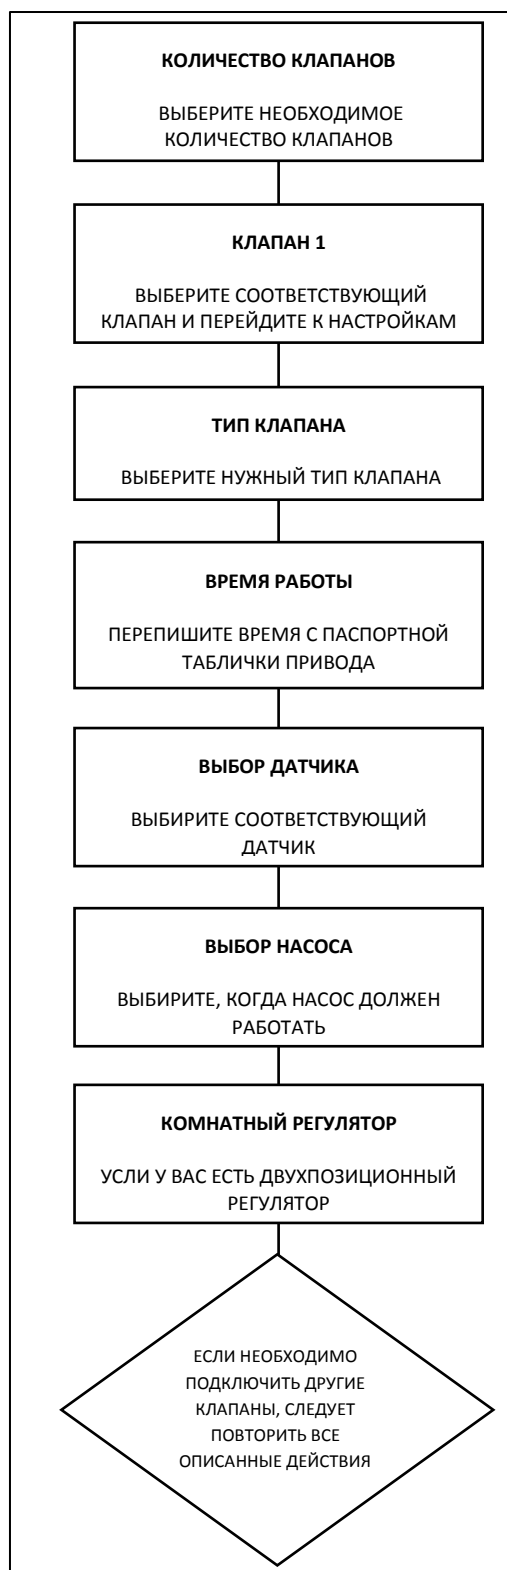 КОЛИЧЕСТВО КЛАПАНОВ
ВЫБЕРИТЕ НЕОБХОДИМОЕ
КОЛИЧЕСТВО КЛАПАНОВ
КЛАПАН 1
ВЫБЕРИТЕ СООТВЕТСТВУЮЩИЙ
КЛАПАН И ПЕРЕЙДИТЕ К НАСТРОЙКАМ
ТИП КЛАПАНА
ВЫБЕРИТЕ НУЖНЫЙ ТИП КЛАПАНА
ВРЕМЯ РАБОТЫ
ПЕРЕПИШИТЕ ВРЕМЯ С ПАСПОРТНОЙ
ТАБЛИЧКИ ПРИВОДА
ВЫБОР ДАТЧИКА
ВЫБИРИТЕ СООТВЕТСТВУЮЩИЙ
ДАТЧИК
ВЫБОР НАСОСА
ВЫБИРИТЕ, КОГДА НАСОС ДОЛЖЕН
РАБОТАТЬ
КОМНАТНЫЙ РЕГУЛЯТОР
УСЛИ У ВАС ЕСТЬ ДВУХПОЗИЦИОННЫЙ
РЕГУЛЯТОР
ЕСЛИ НЕОБХОДИМО
ПОДКЛЮЧИТЬ ДРУГИЕ
КЛАПАНЫ, СЛЕДУЕТ
ПОВТОРИТЬ ВСЕ
ОПИСАННЫЕ ДЕЙСТВИЯ